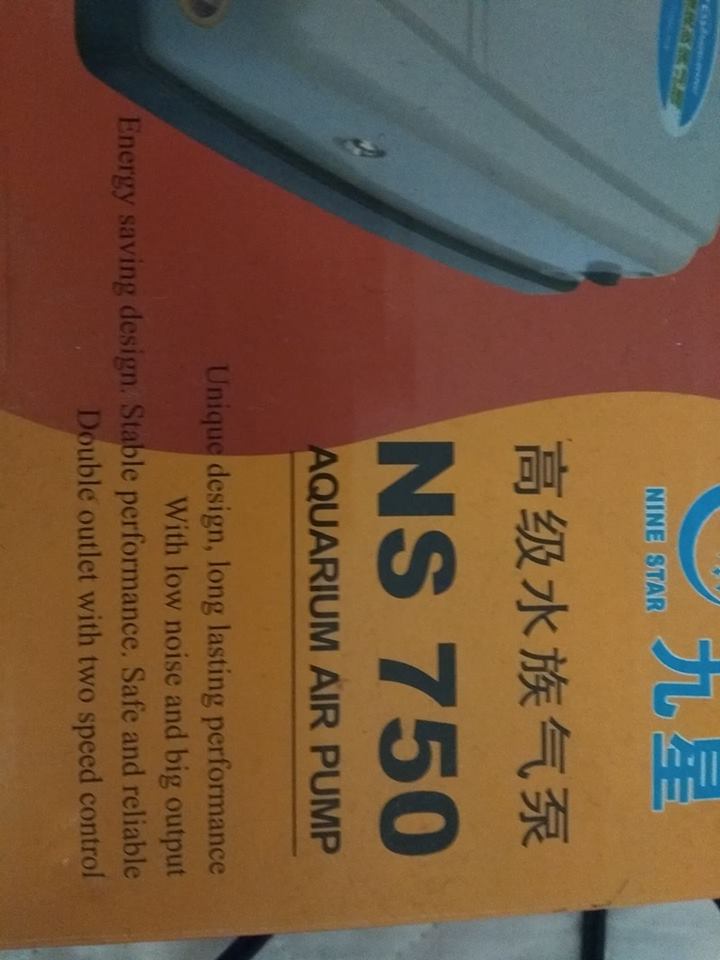 NINE STAR 九星
高级水族气泵
NS 750
AQUARIUM AIR PUMP
Unique design, long lasting performance
With low noise and big output
Energy saving design. Stable performance. Safe and reliable
Double outlet with two speed control